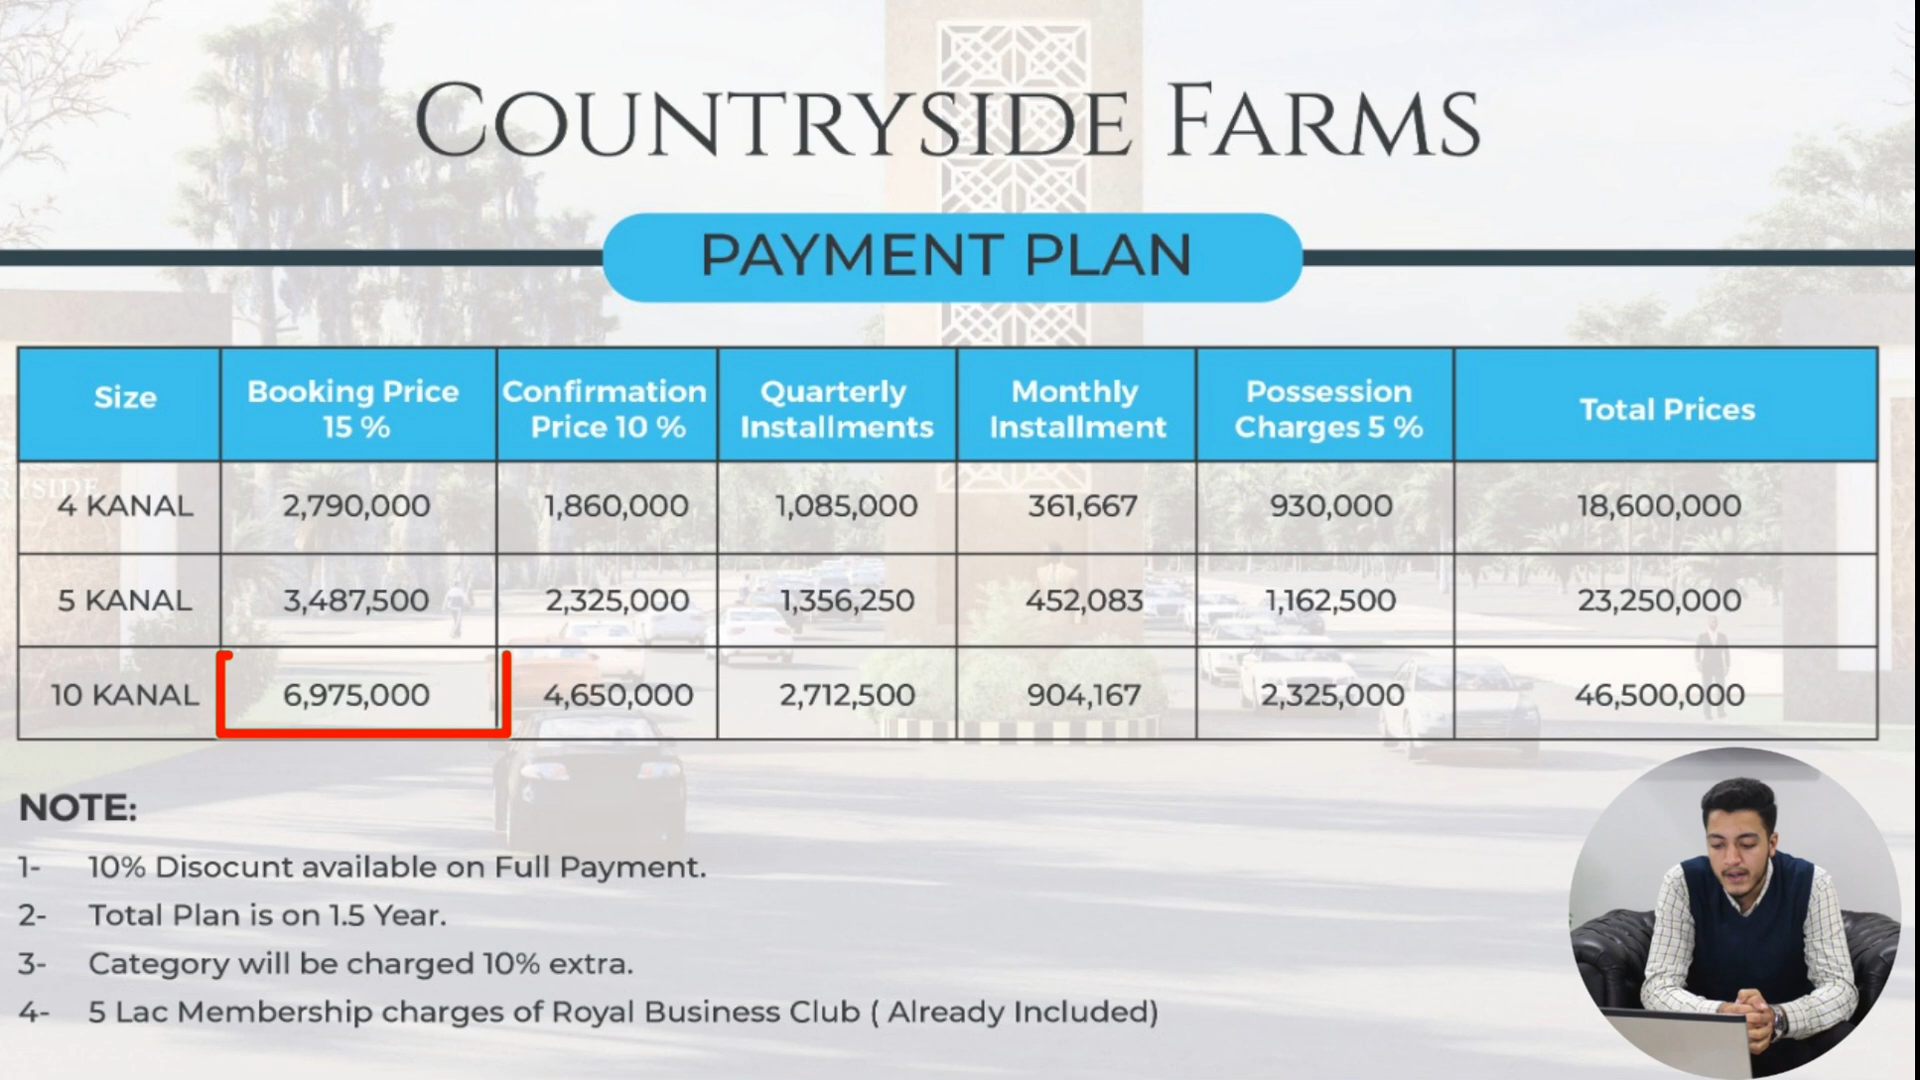 COUNTRYSIDE FARMS
PAYMENT PLAN
Size Booking Price 15 % Confirmation Price 10 % Quarterly Installments Monthly Installment Possession Charges 5 % Total Prices
4 KANAL 2,790,000 1,860,000 1,085,000 361,667 930,000 18,600,000
5 KANAL 3,487,500 2,325,000 1,356,250 452,083 1,162,500 23,250,000
10 KANAL 6,975,000 4,650,000 2,712,500 904,167 2,325,000 46,500,000
NOTE:
1- 10% Disocunt available on Full Payment.
2- Total Plan is on 1.5 Year.
3- Category will be charged 10% extra.
4- 5 Lac Membership charges of Royal Business Club ( Already Included)